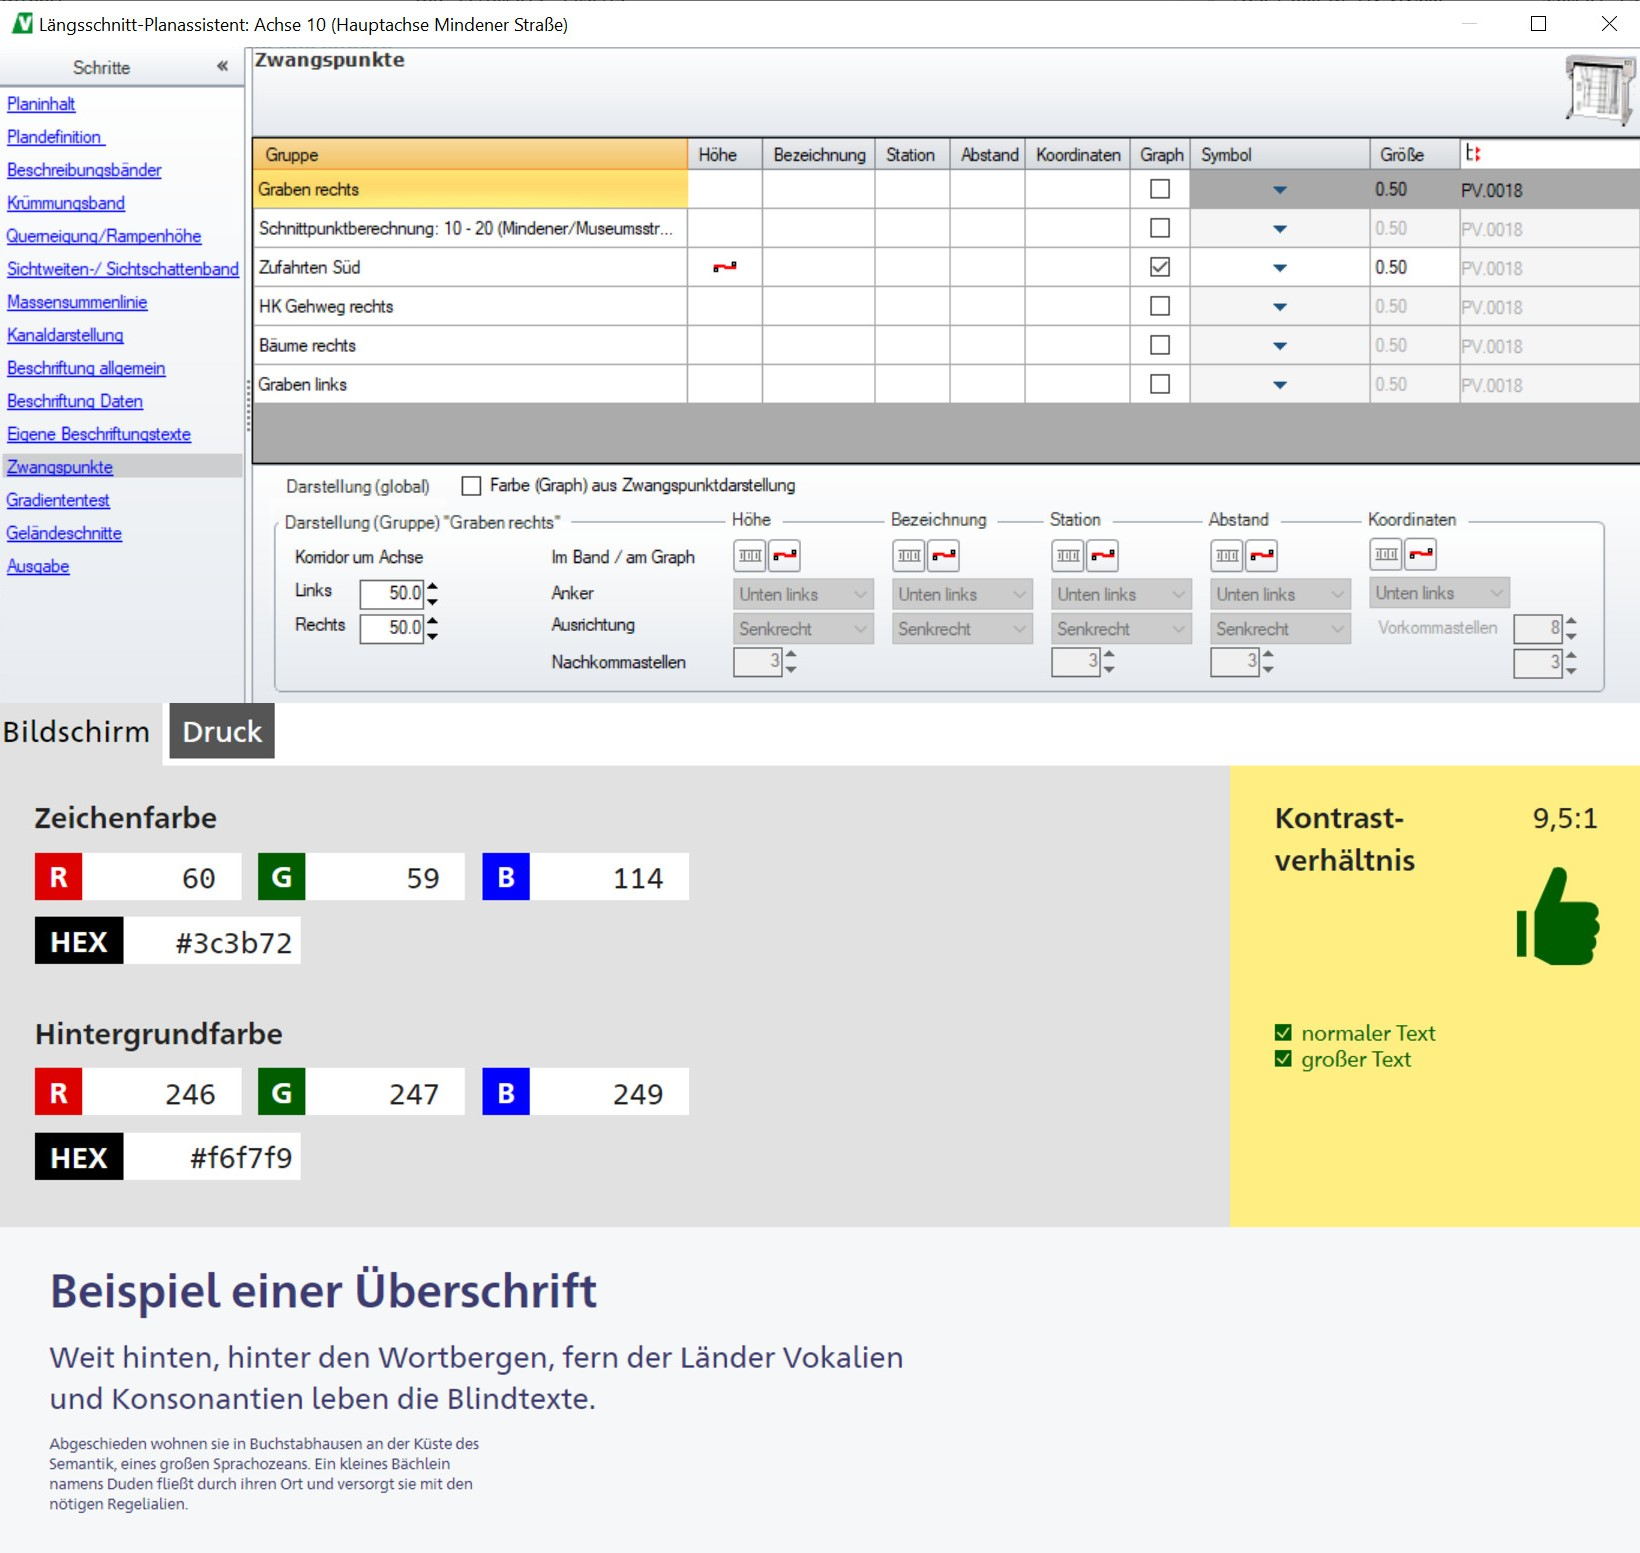 Längsschnitt-Planassistent: Achse 10 (Hauptachse Mindener Straße)
Schritte «
Planinhalt
Plandefinition
Beschreibungsbänder
Krümmungsband
Querneigung/Rampenhöhe
Sichtweiten-/ Sichtschattenband
Massensummenlinie
Kanaldarstellung
Beschriftung allgemein
Beschriftung Daten
Eigene Beschriftungstexte
Zwangspunkte
Gradiententest
Geländeschnitte
Ausgabe
Zwangspunkte
Gruppe Höhe Bezeichnung Station Abstand Koordinaten Graph Symbol Größe t:
Graben rechts 0.50 PV.0018
Schnittpunktberechnung: 10 - 20 (Mindener/Museumsstr... 0.50 PV.0018
Zufahrten Süd 0.50 PV.0018
HK Gehweg rechts 0.50 PV.0018
Bäume rechts 0.50 PV.0018
Graben links 0.50 PV.0018
Darstellung (global) Farbe (Graph) aus Zwangspunktdarstellung
Darstellung (Gruppe) "Graben rechts" Höhe Bezeichnung Station Abstand Koordinaten
Korridor um Achse Im Band / am Graph
Links 50.0 Anker Unten links Unten links Unten links Unten links Unten links
Rechts 50.0 Ausrichtung Senkrecht Senkrecht Senkrecht Senkrecht Vorkommastellen 8
Nachkommastellen 3 3 3 3
Bildschirm Druck
Zeichenfarbe
R 60 G 59 B 114
HEX #3c3b72
Hintergrundfarbe
R 246 G 247 B 249
HEX #f6f7f9
Kontrast- 9,5:1
verhältnis
normaler Text
großer Text
Beispiel einer Überschrift
Weit hinten, hinter den Wortbergen, fern der Länder Vokalien
und Konsonantien leben die Blindtexte.
Abgeschieden wohnen sie in Buchstabhausen an der Küste des
Semantik, eines großen Sprachozeans. Ein kleines Bächlein
namens Duden fließt durch ihren Ort und versorgt sie mit den
nötigen Regelialien.